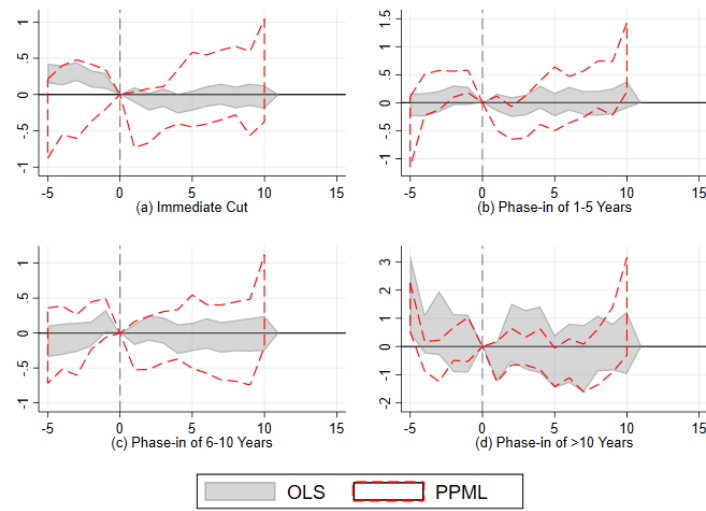 1
.5
0
-.5
-1
-5 0 5 10 15
(a) Immediate Cut
1.5
1
.5
0
-.5
-1
-5 0 5 10 15
(b) Phase-in of 1-5 Years
1
.5
0
-.5
-1
-5 0 5 10 15
(c) Phase-in of 6-10 Years
3
2
1
0
-1
-2
-5 0 5 10 15
(d) Phase-in of >10 Years
OLS PPML